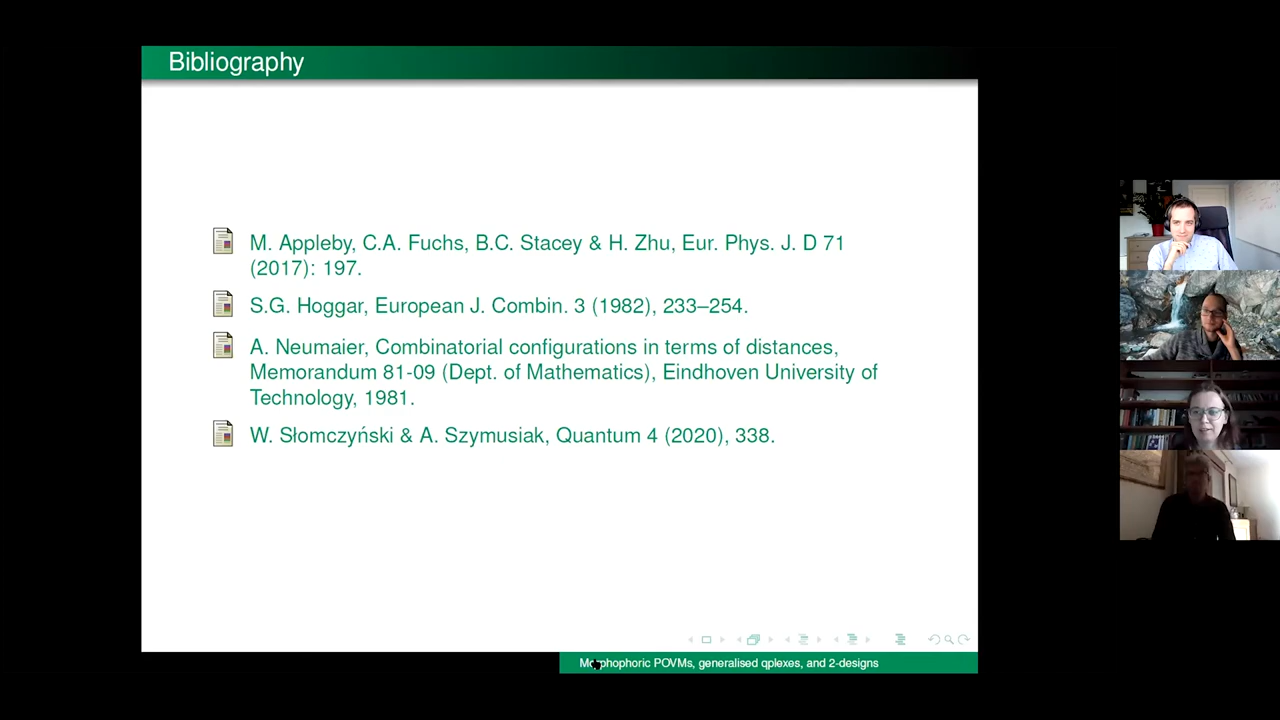 Bibliography
M. Appleby, C.A. Fuchs, B.C. Stacey & H. Zhu, Eur. Phys. J. D 71
(2017): 197.
S.G. Hoggar, European J. Combin. 3 (1982), 233–254.
A. Neumaier, Combinatorial configurations in terms of distances,
Memorandum 81-09 (Dept. of Mathematics), Eindhoven University of
Technology, 1981.
W. Słomczyński & A. Szymusiak, Quantum 4 (2020), 338.
Morphophoric POVMs, generalised qplexes, and 2-designs